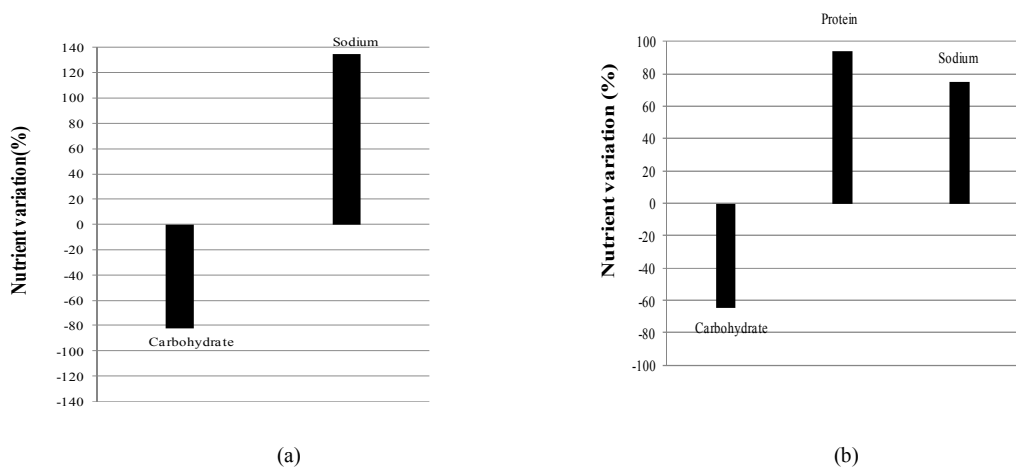 Nutrient variation(%)
140
120
100
80
60
40
20
0
-20
-40
-60
-80
-100
-120
-140
Sodium
Carbohydrate
(a)
Nutrient variation (%)
100
80
60
40
20
0
-20
-40
-60
-80
-100
Protein
Sodium
Carbohydrate
(b)